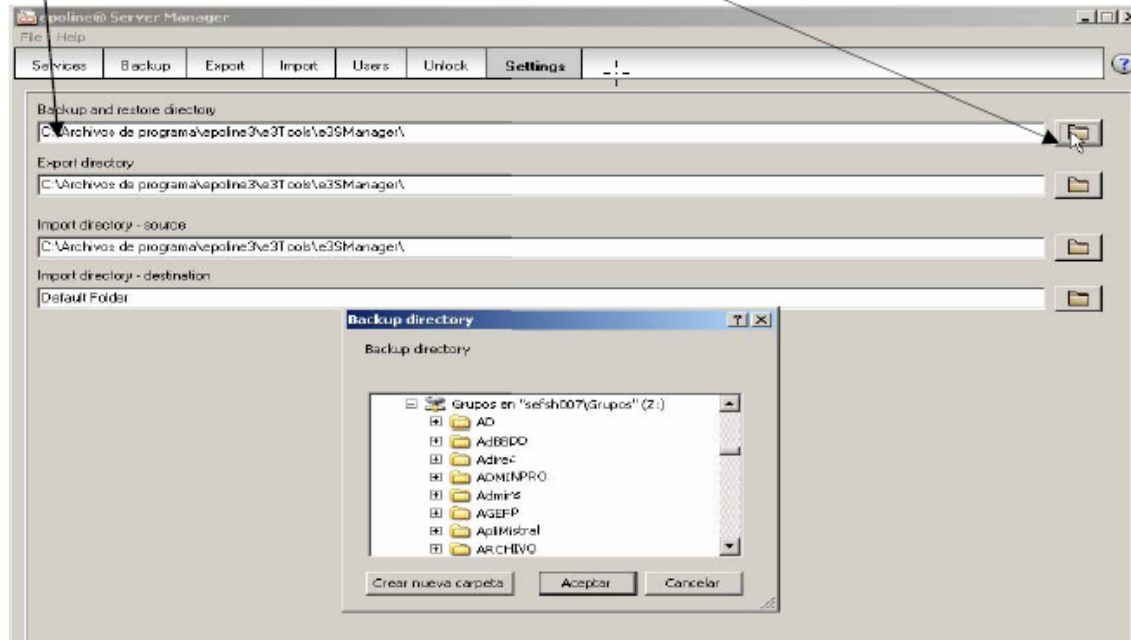 epoline® Server Manager
File Help
Services Backup Export Import Users Unlock Settings
Backup and restore directory
C:\Archivos de programa\epoline3\e3Tools\e3SManager\
Export directory
C:\Archivos de programa\epoline3\e3Tools\e3SManager\
Import directory - source
C:\Archivos de programa\epoline3\e3Tools\e3SManager\
Import directory - destination
Default Folder
Backup directory
Backup directory
Grupos en "sefsh007\Grupos" (Z:)
AD
AdBBDD
Adirec
ADMINPRO
Admins
AGEFP
ApliMistral
ARCHIVO
Crear nueva carpeta Aceptar Cancelar